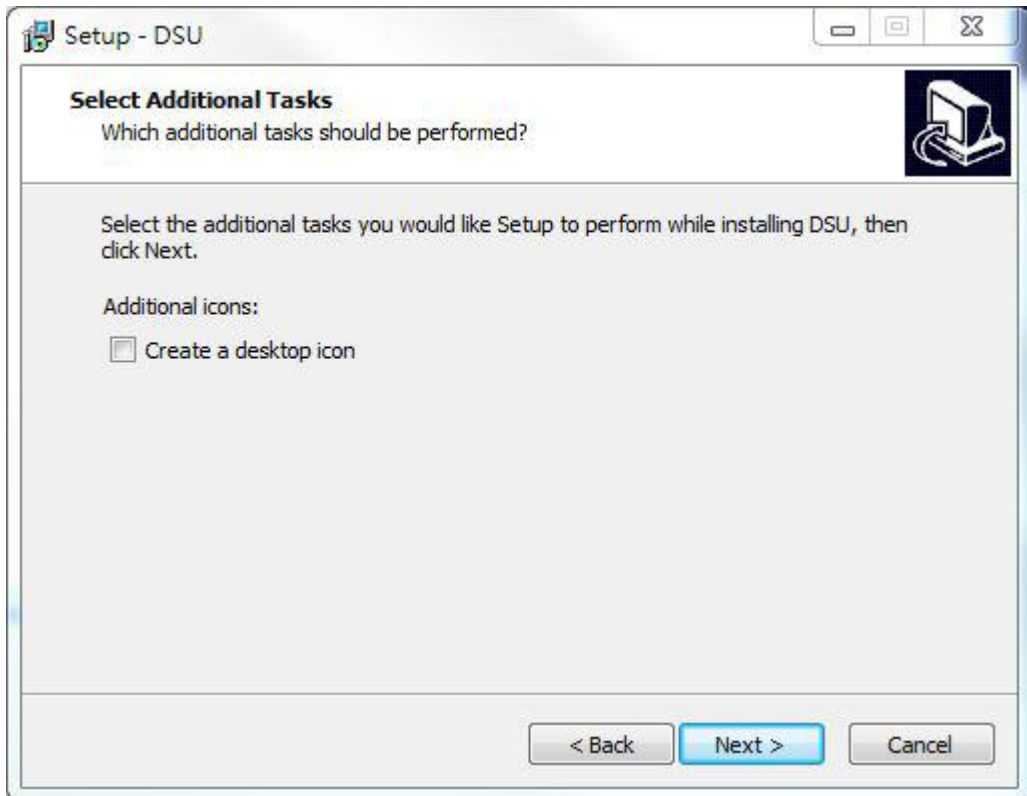 Setup - DSU
Select Additional Tasks
Which additional tasks should be performed?
Select the additional tasks you would like Setup to perform while installing DSU, then
click Next.
Additional icons:
Create a desktop icon
< Back
Next >
Cancel